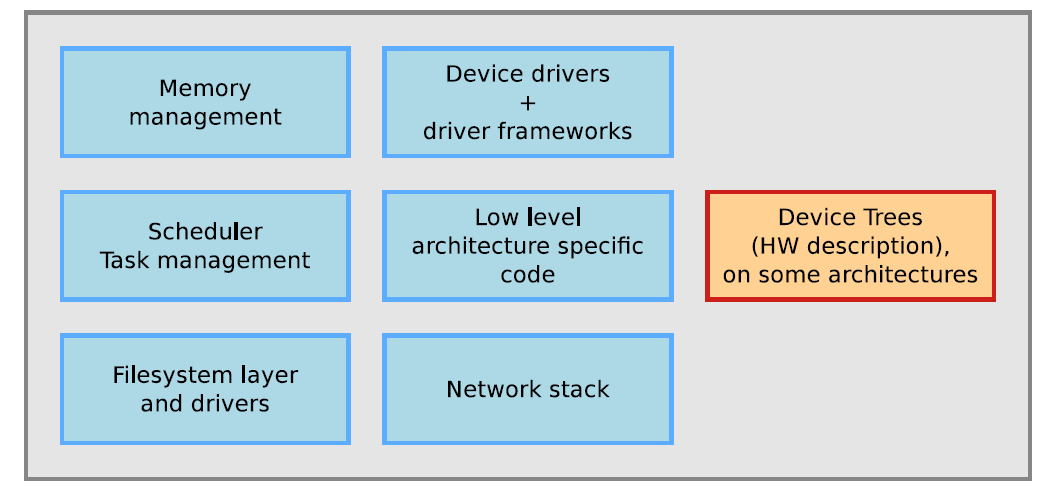 Memory
management
Device drivers
+
driver frameworks
Scheduler
Task management
Low level
architecture specific
code
Device Trees
(HW description),
on some architectures
Filesystem layer
and drivers
Network stack